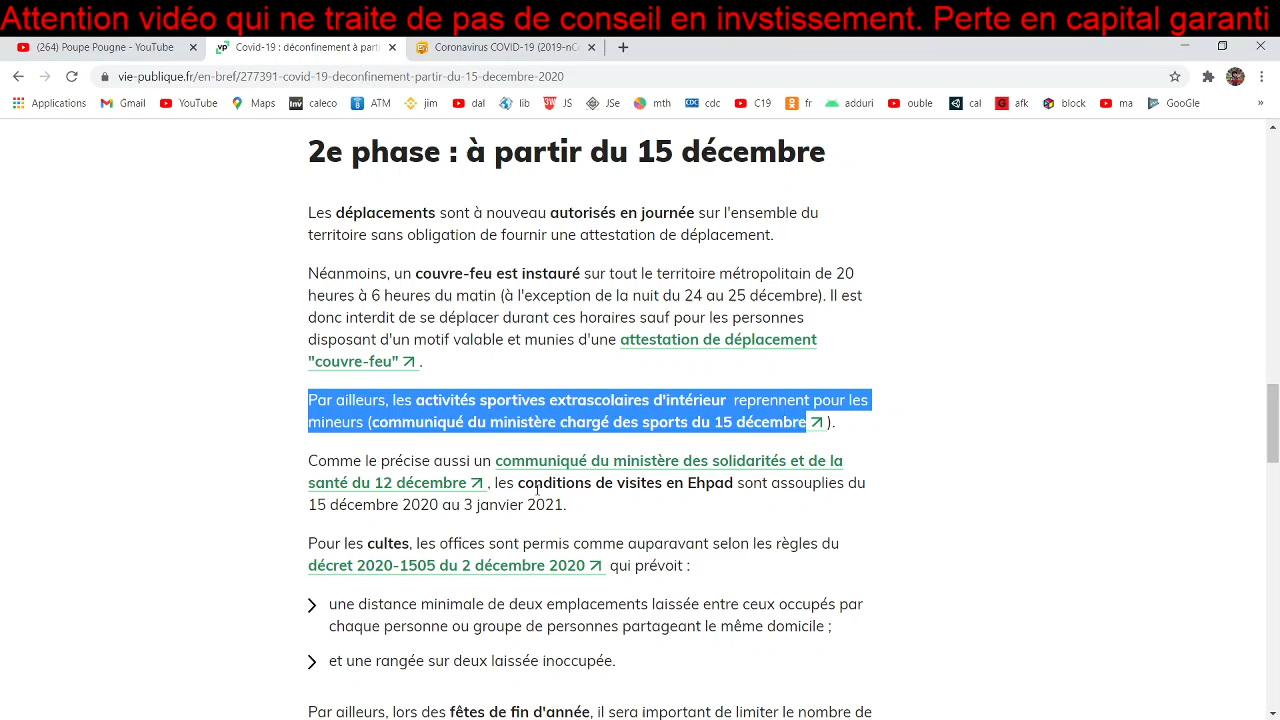 Attention vidéo qui ne traite de pas de conseil en invstissement. Perte en capital garanti
(264) Poupe Pougne - YouTube
Covid-19 : déconfinement à parti
Coronavirus COVID-19 (2019-nCo
vie-publique.fr/en-bref/277391-covid-19-deconfinement-partir-du-15-decembre-2020
Applications Gmail YouTube Maps caleco ATM jim dal lib JS JSe mth cdc C19 fr adduri ouble cal afk block ma GooGle »
2e phase : à partir du 15 décembre
Les déplacements sont à nouveau autorisés en journée sur l'ensemble du
territoire sans obligation de fournir une attestation de déplacement.
Néanmoins, un couvre-feu est instauré sur tout le territoire métropolitain de 20
heures à 6 heures du matin (à l'exception de la nuit du 24 au 25 décembre). Il est
donc interdit de se déplacer durant ces horaires sauf pour les personnes
disposant d'un motif valable et munies d'une attestation de déplacement
"couvre-feu" .
Par ailleurs, les activités sportives extrascolaires d'intérieur reprennent pour les
mineurs (communiqué du ministère chargé des sports du 15 décembre ).
Comme le précise aussi un communiqué du ministère des solidarités et de la
santé du 12 décembre , les conditions de visites en Ehpad sont assouplies du
15 décembre 2020 au 3 janvier 2021.
Pour les cultes, les offices sont permis comme auparavant selon les règles du
décret 2020-1505 du 2 décembre 2020 qui prévoit :
une distance minimale de deux emplacements laissée entre ceux occupés par
chaque personne ou groupe de personnes partageant le même domicile ;
et une rangée sur deux laissée inoccupée.
Par ailleurs, lors des fêtes de fin d'année, il sera important de limiter le nombre de